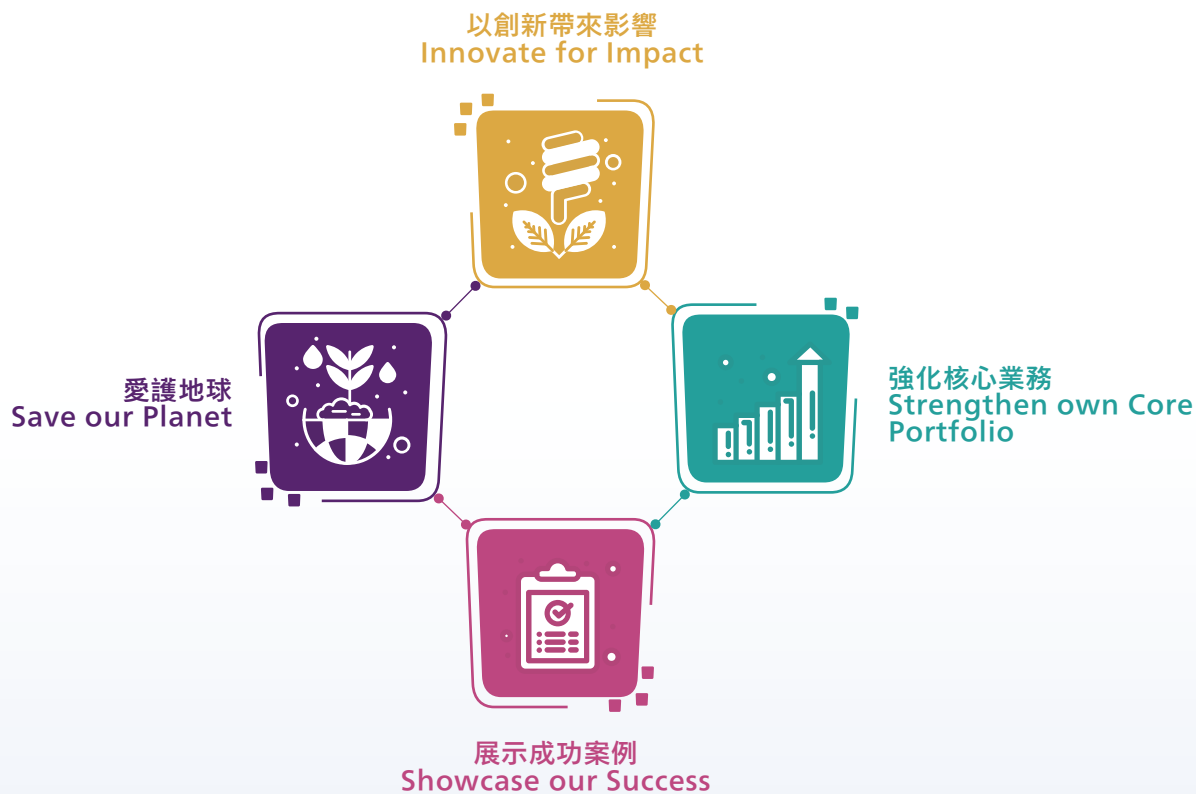 以創新帶來影響
Innovate for Impact
愛護地球
Save our Planet
強化核心業務
Strengthen own Core
Portfolio
展示成功案例
Showcase our Success